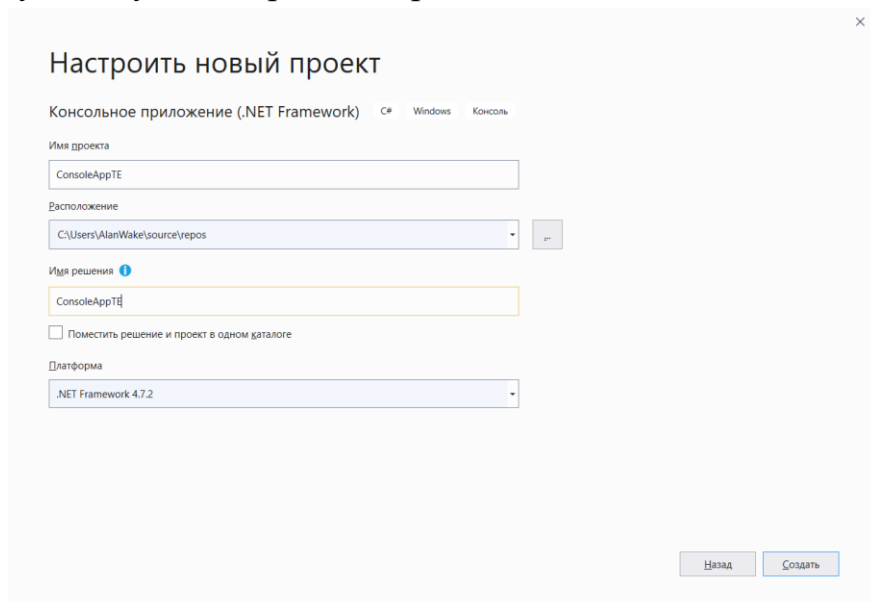 Настроить новый проект
Консольное приложение (.NET Framework) C# Windows Консоль
Имя проекта
ConsoleAppTE
Расположение
C:\Users\AlanWake\source\repos
...
Имя решения
ConsoleAppTE
Поместить решение и проект в одном каталоге
Платформа
.NET Framework 4.7.2
Назад Создать